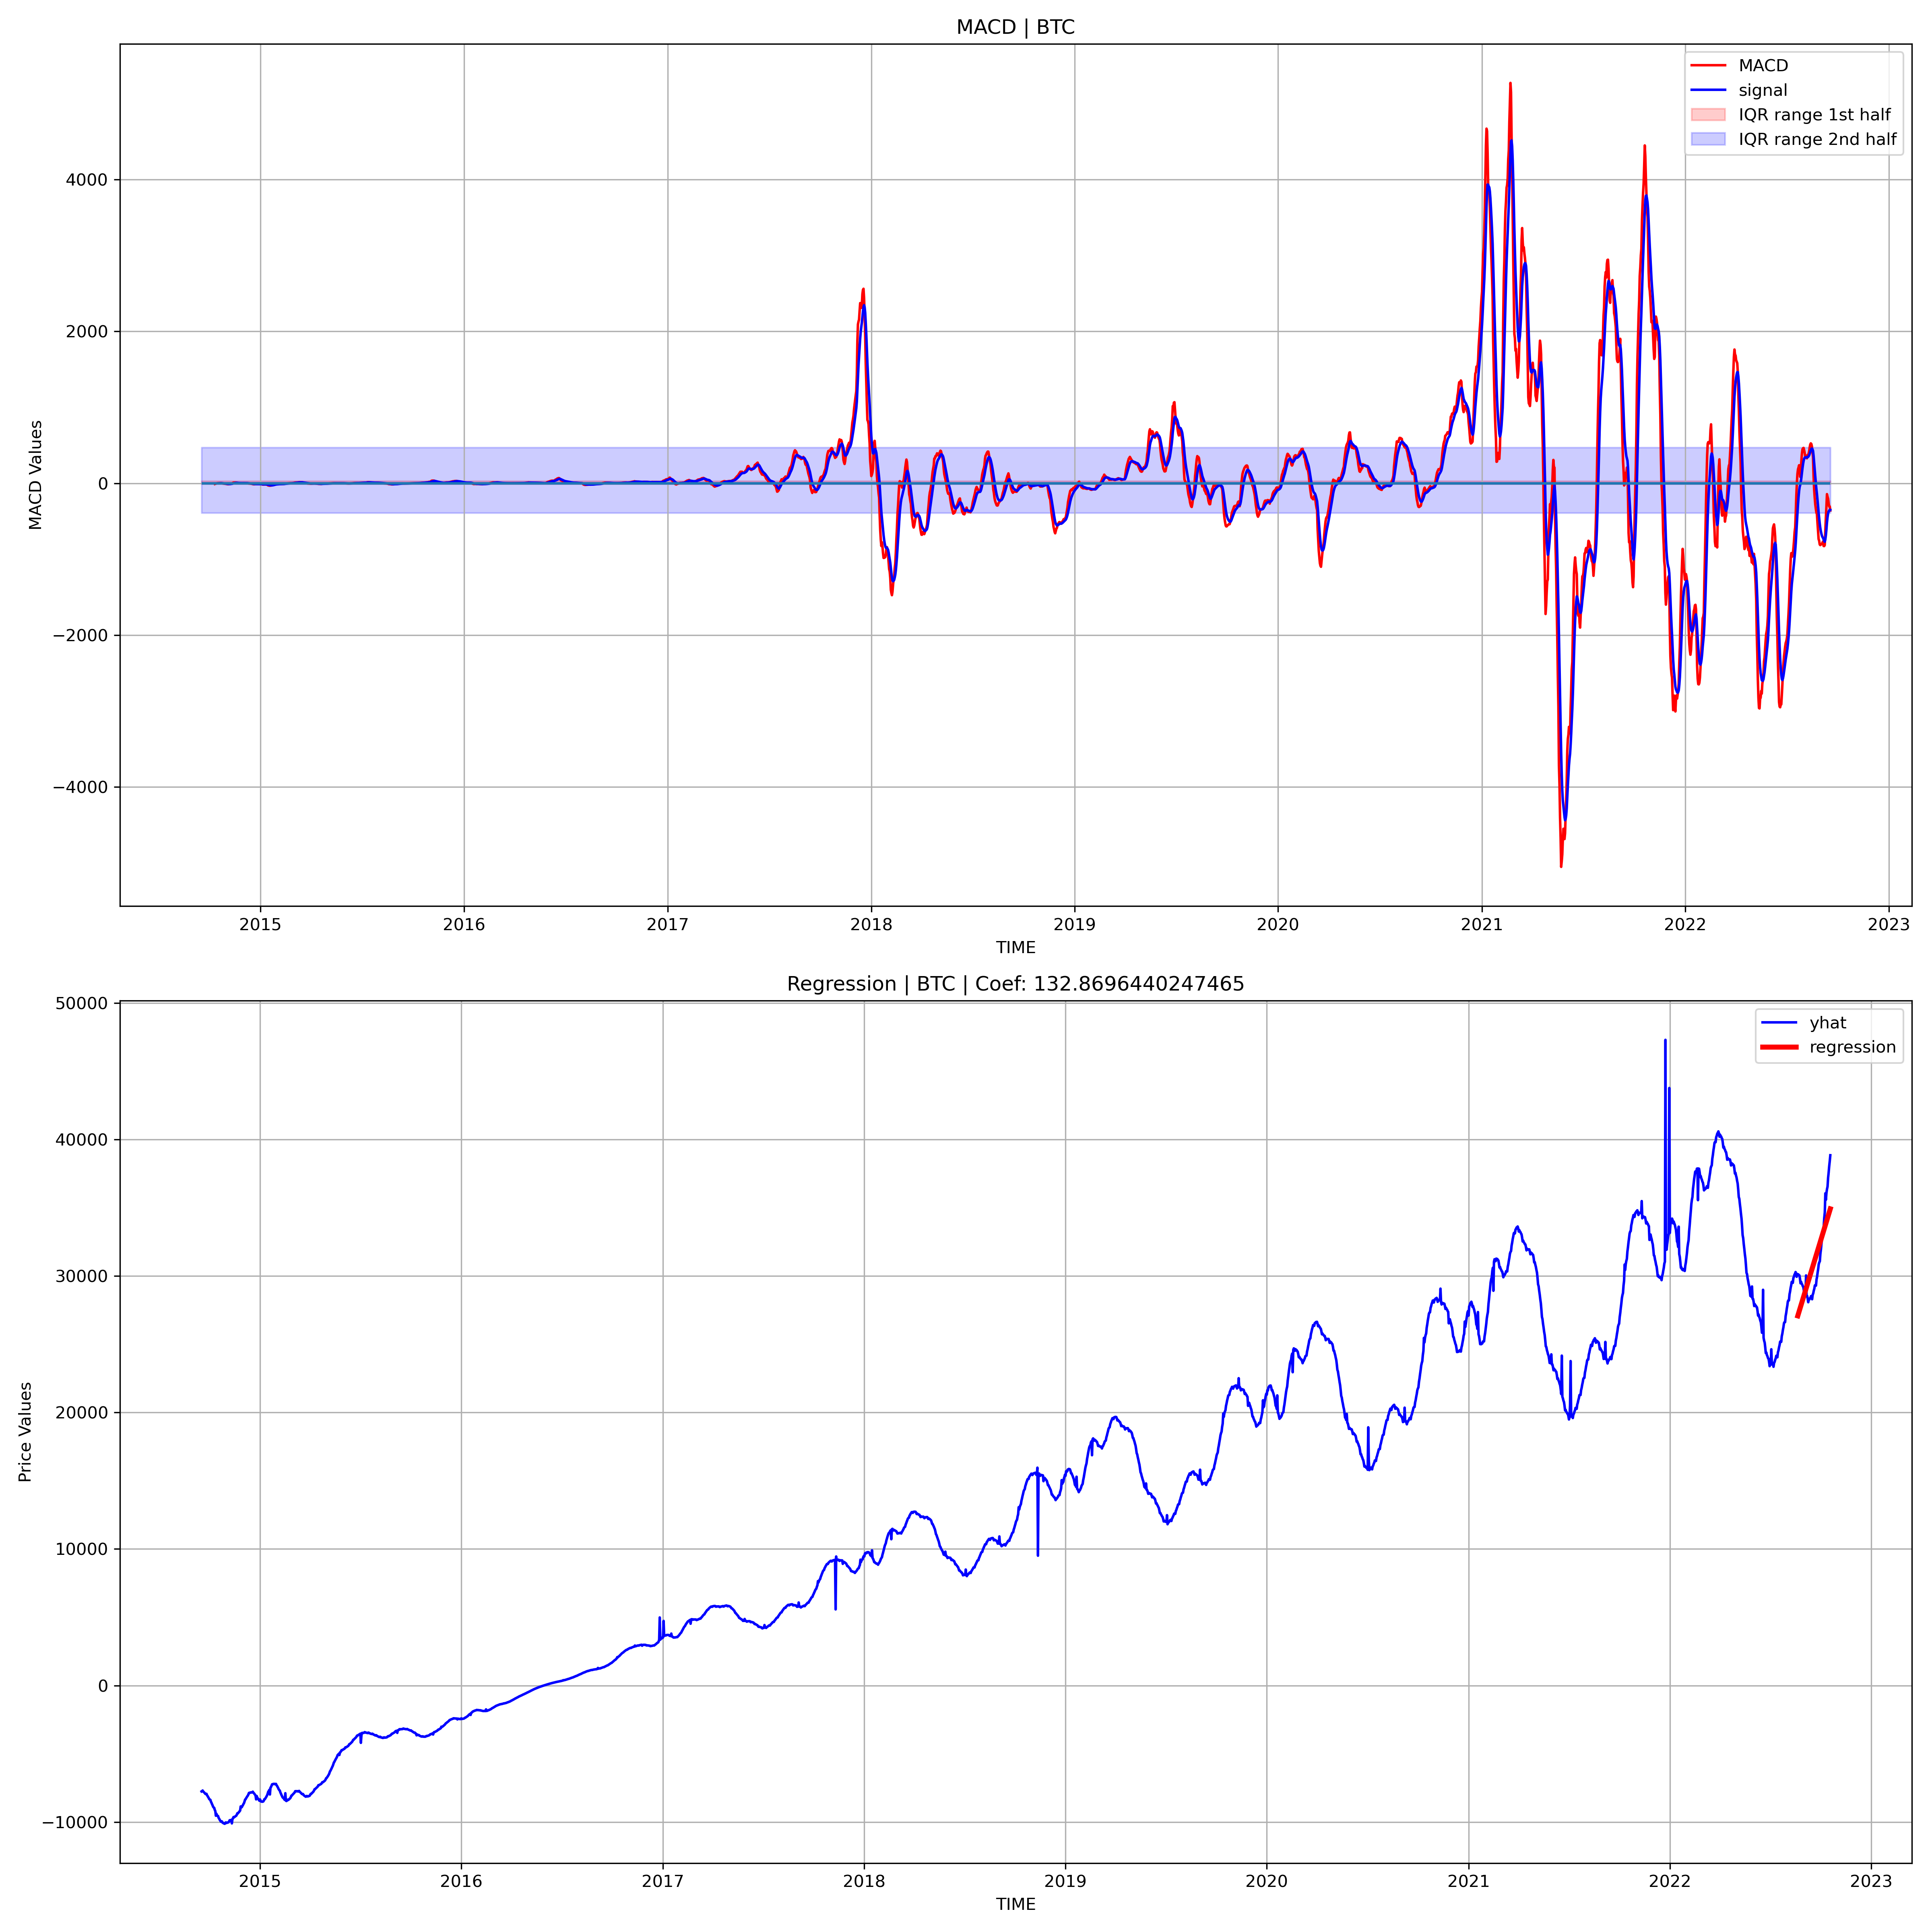 MACD | BTC
MACD
signal
IQR range 1st half
IQR range 2nd half
4000
2000
0
−2000
−4000
MACD Values
2015 2016 2017 2018 2019 2020 2021 2022 2023
TIME
Regression | BTC | Coef: 132.8696440247465
yhat
regression
50000
40000
30000
20000
10000
0
−10000
Price Values
2015 2016 2017 2018 2019 2020 2021 2022 2023
TIME